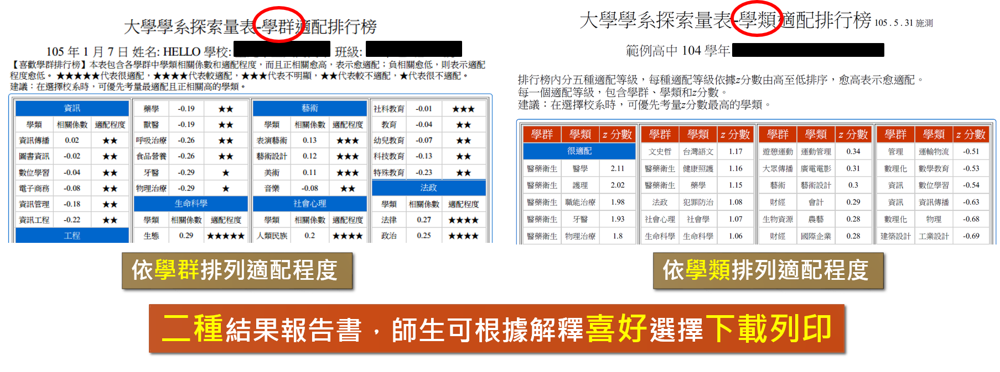 大學學系探索量表-學群適配排行榜
105 年 1 月 7 日 姓名: HELLO 學校: 班級:
【喜歡學群排行榜】本表包含各學群中學類相關係數和適配程度，而且正相關愈高，表示愈適配；負相關愈低，則表示適配
程度愈低。 ★★★★★代表很適配，★★★★代表較適配，★★★代表不明顯，★★代表較不適配，★代表很不適配。
建議：在選擇校系時，可優先考量最適配且正相關高的學類。
資訊
學類 相關係數 適配程度
資訊傳播 0.02 ★★
圖書資訊 -0.02 ★★
數位學習 -0.04 ★★
電子商務 -0.08 ★★
資訊管理 -0.18 ★★
資訊工程 -0.22 ★★
工程
藥學 -0.19 ★★
獸醫 -0.19 ★★
呼吸治療 -0.26 ★★
食品營養 -0.26 ★★
牙醫 -0.29 ★
物理治療 -0.29 ★
生命科學
學類 相關係數 適配程度
生態 0.29 ★★★★★
藝術
學類 相關係數 適配程度
表演藝術 0.13 ★★★
藝術設計 0.12 ★★★
美術 0.11 ★★★
音樂 -0.08 ★★
社會心理
學類 相關係數 適配程度
人類民族 0.2 ★★★★
社科教育 -0.01 ★★★
教育 -0.04 ★★
幼兒教育 -0.07 ★★
科技教育 -0.13 ★★
特殊教育 -0.23 ★★
法政
學類 相關係數 適配程度
法律 0.27 ★★★★
政治 0.25 ★★★★
依學群排列適配程度
大學學系探索量表-學類適配排行榜 105 . 5 . 31 施測
範例高中 104 學年
排行榜內分五種適配等級，每種適配等級依據z分數由高至低排序，愈高表示愈適配。
每一個適配等級，包含學群、學類和z分數。
建議：在選擇校系時，可優先考量z分數最高的學類。
學群 學類 z 分數
很適配
醫藥衛生 醫學 2.11
醫藥衛生 護理 2.02
醫藥衛生 職能治療 1.98
醫藥衛生 牙醫 1.93
醫藥衛生 物理治療 1.8
學群 學類 z 分數
文史哲 台灣語文 1.17
醫藥衛生 健康照護 1.16
醫藥衛生 藥學 1.15
法政 犯罪防治 1.08
社會心理 社會學 1.07
生命科學 生命科學 1.06
學群 學類 z 分數
遊憩運動 運動管理 0.34
大眾傳播 廣電電影 0.31
藝術 藝術設計 0.3
財經 會計 0.29
生物資源 農藝 0.28
財經 國際企業 0.28
學群 學類 z 分數
管理 運輸物流 -0.51
數理化 數學教育 -0.53
資訊 數位學習 -0.54
資訊 資訊傳播 -0.63
數理化 物理 -0.68
建築設計 工業設計 -0.69
依學類排列適配程度
二種結果報告書，師生可根據解釋喜好選擇下載列印